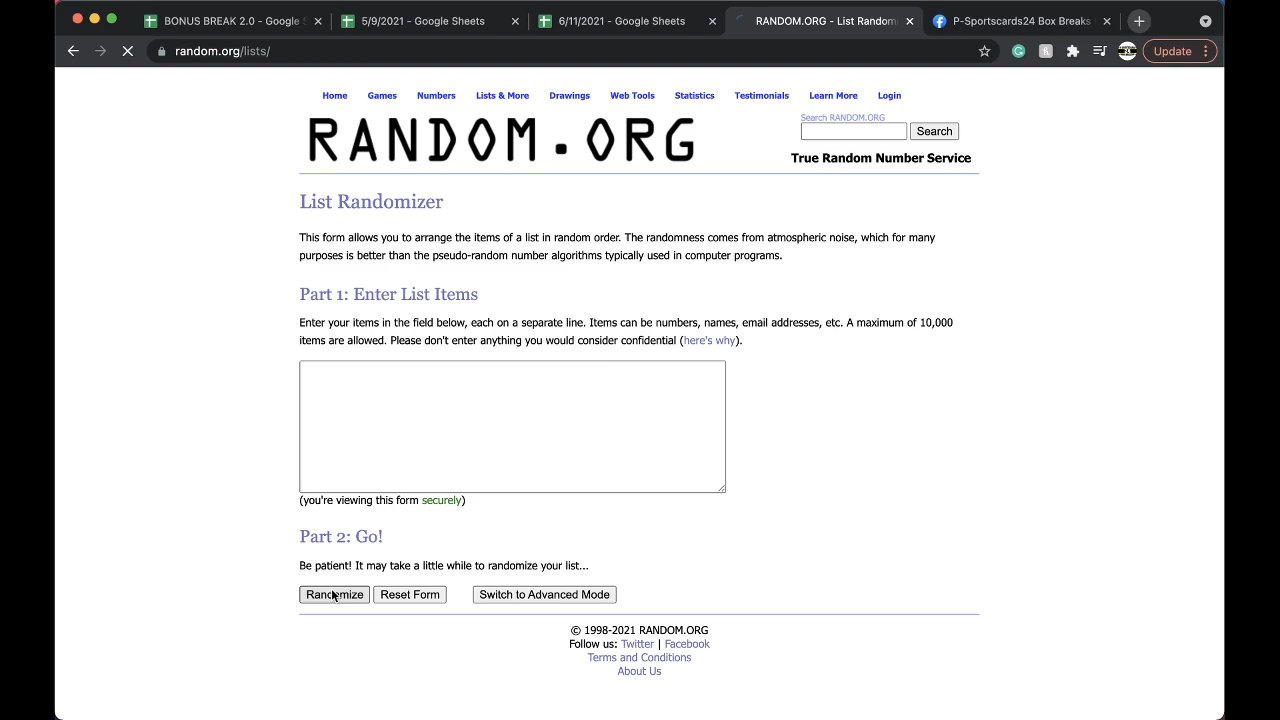 BONUS BREAK 2.0 - Google
5/9/2021 - Google Sheets
6/11/2021 - Google Sheets
RANDOM.ORG - List Random
P-Sportscards24 Box Breaks
random.org/lists/
Update
Home Games Numbers Lists & More Drawings Web Tools Statistics Testimonials Learn More Login
Search RANDOM.ORG
RANDOM.ORG
Search
True Random Number Service
List Randomizer
This form allows you to arrange the items of a list in random order. The randomness comes from atmospheric noise, which for many
purposes is better than the pseudo-random number algorithms typically used in computer programs.
Part 1: Enter List Items
Enter your items in the field below, each on a separate line. Items can be numbers, names, email addresses, etc. A maximum of 10,000
items are allowed. Please don't enter anything you would consider confidential (here's why).
(you're viewing this form securely)
Part 2: Go!
Be patient! It may take a little while to randomize your list...
Randomize Reset Form Switch to Advanced Mode
© 1998-2021 RANDOM.ORG
Follow us: Twitter | Facebook
Terms and Conditions
About Us